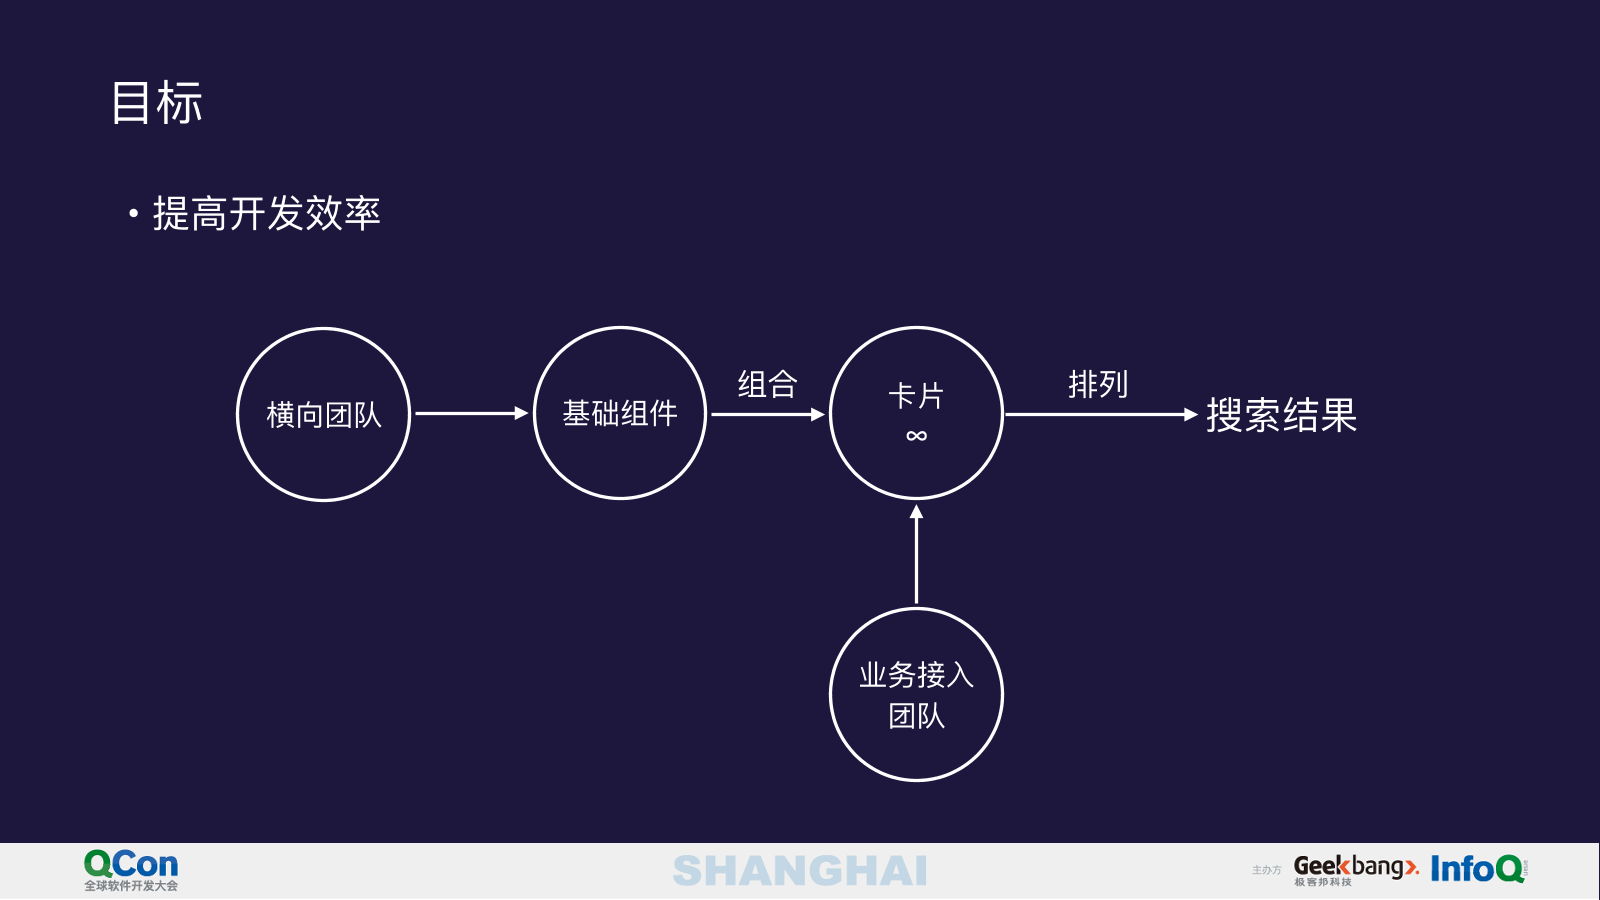 目标
• 提高开发效率
横向团队
基础组件
组合
卡片
∞
排列
搜索结果
业务接入
团队
QCon
全球软件开发大会
SHANGHAI
主办方
Geekbang>.
极客邦科技
InfoQ